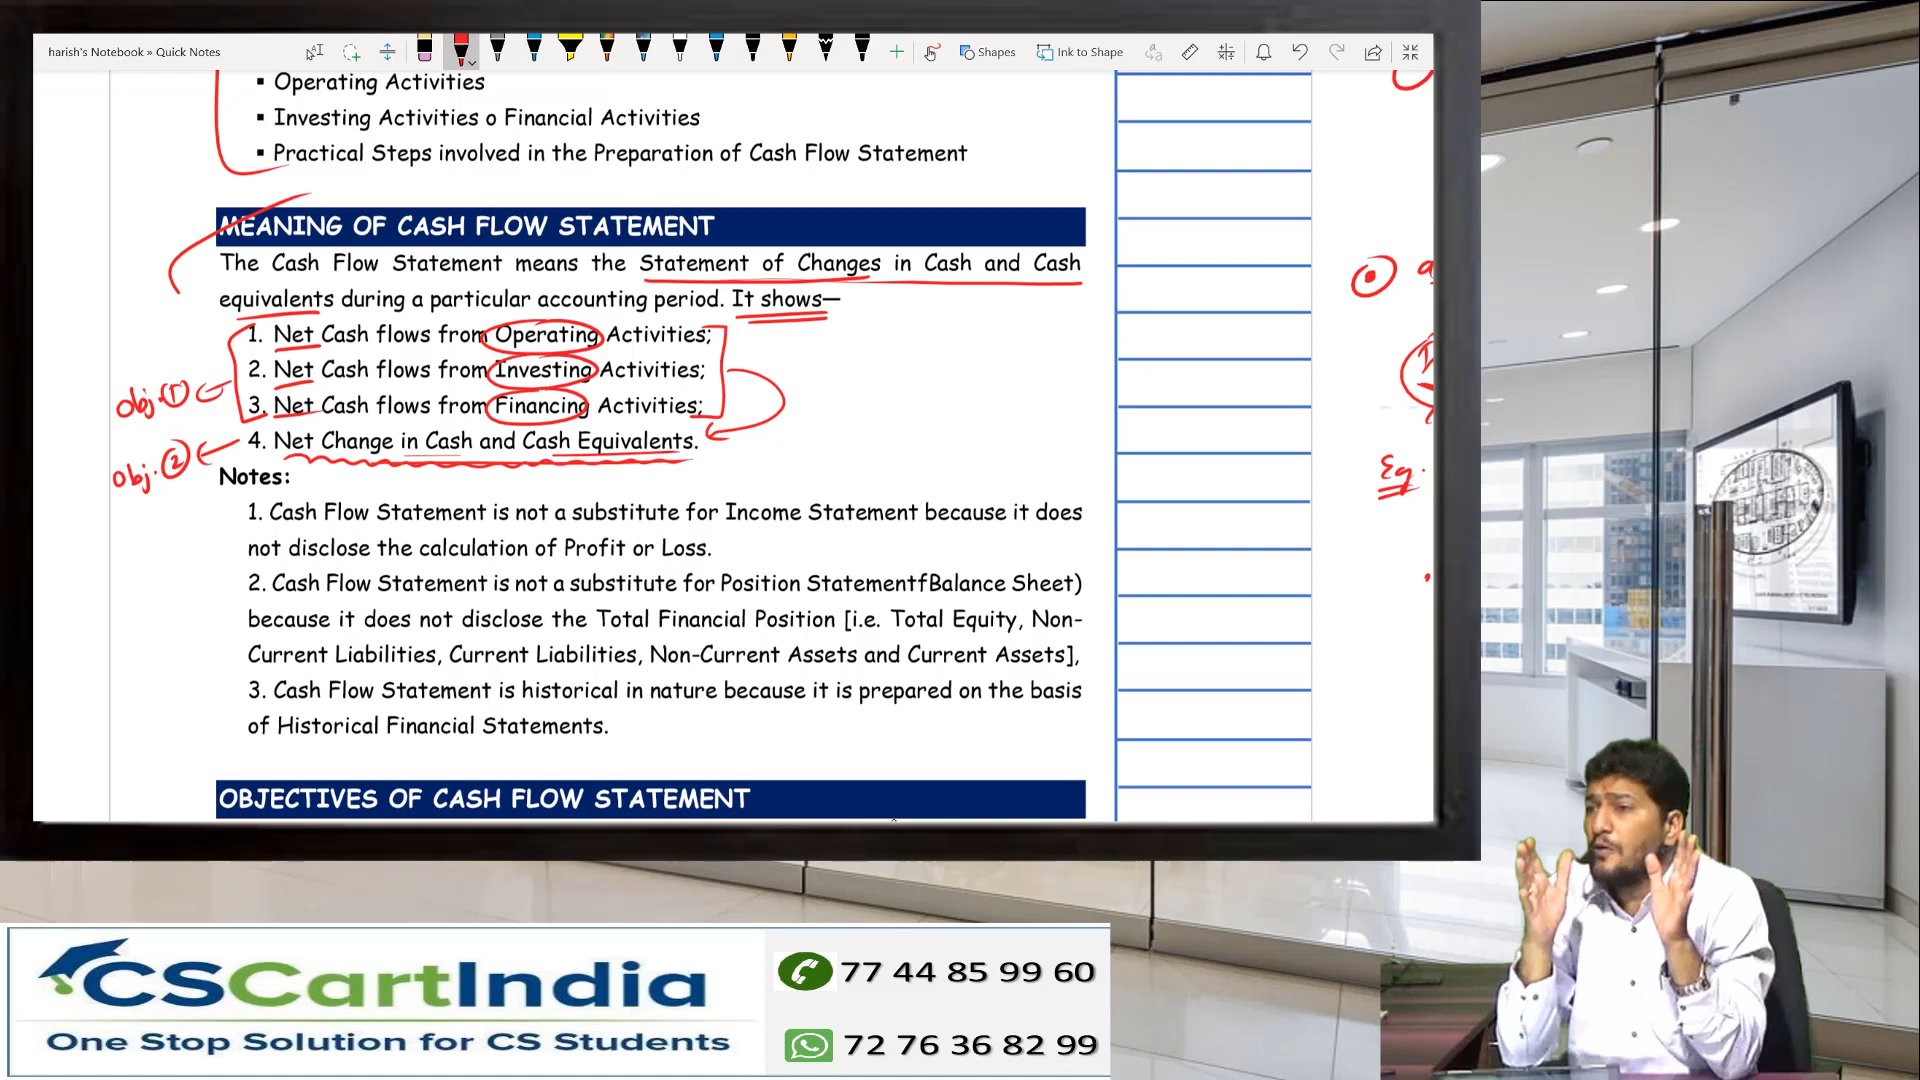 harish's Notebook » Quick Notes
Shapes
Ink to Shape
▪ Operating Activities
▪ Investing Activities o Financial Activities
▪ Practical Steps involved in the Preparation of Cash Flow Statement
MEANING OF CASH FLOW STATEMENT
The Cash Flow Statement means the Statement of Changes in Cash and Cash
equivalents during a particular accounting period. It shows—
1. Net Cash flows from Operating Activities;
2. Net Cash flows from Investing Activities;
Obj. ①
3. Net Cash flows from Financing Activities;
4. Net Change in Cash and Cash Equivalents.
Obj. ②
Notes:
1. Cash Flow Statement is not a substitute for Income Statement because it does
not disclose the calculation of Profit or Loss.
2. Cash Flow Statement is not a substitute for Position StatementfBalance Sheet)
because it does not disclose the Total Financial Position [i.e. Total Equity, Non-
Current Liabilities, Current Liabilities, Non-Current Assets and Current Assets],
3. Cash Flow Statement is historical in nature because it is prepared on the basis
of Historical Financial Statements.
OBJECTIVES OF CASH FLOW STATEMENT
Eg.
CSCartIndia
One Stop Solution for CS Students
77 44 85 99 60
72 76 36 82 99